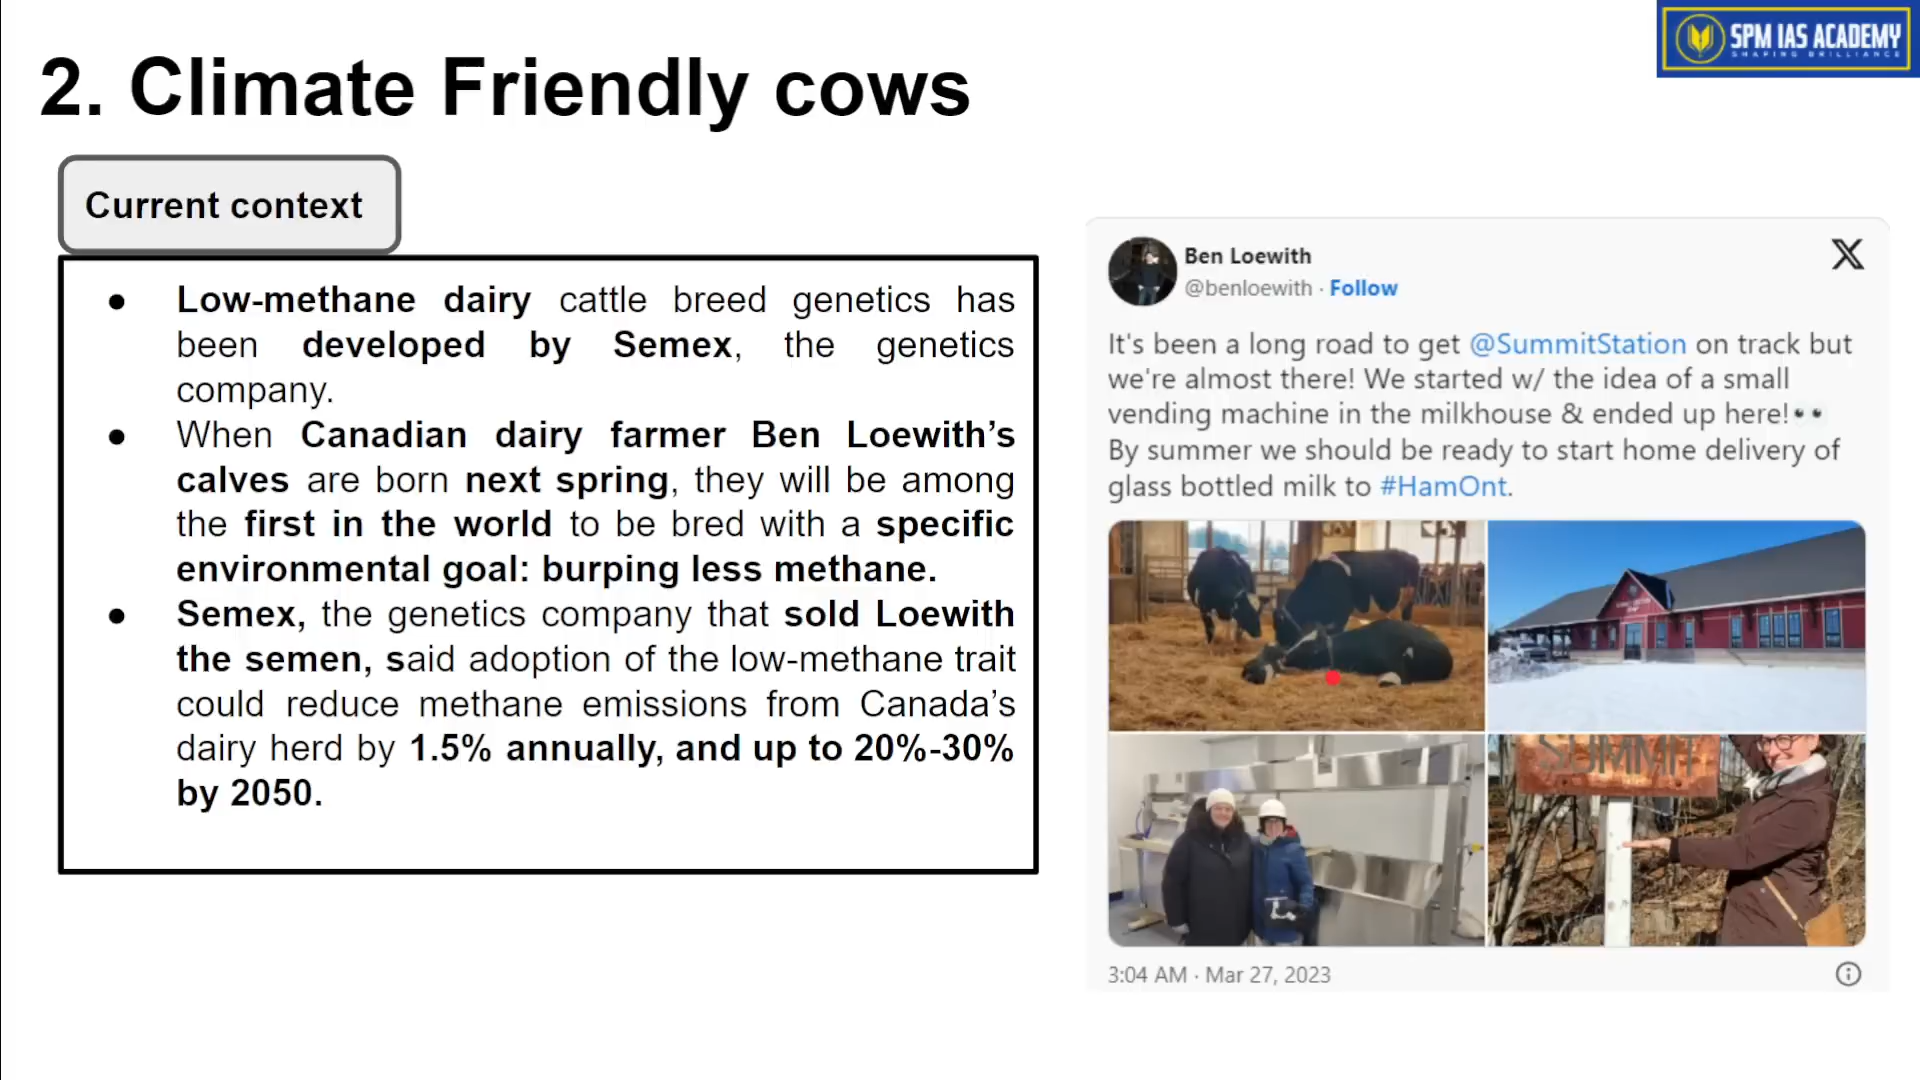 SPM IAS ACADEMY
SHAPING BRILLIANCE
2. Climate Friendly cows
Current context
● Low-methane dairy cattle breed genetics has
been developed by Semex, the genetics
company.
● When Canadian dairy farmer Ben Loewith’s
calves are born next spring, they will be among
the first in the world to be bred with a specific
environmental goal: burping less methane.
● Semex, the genetics company that sold Loewith
the semen, said adoption of the low-methane trait
could reduce methane emissions from Canada’s
dairy herd by 1.5% annually, and up to 20%-30%
by 2050.
Ben Loewith
@benloewith · Follow
It's been a long road to get @SummitStation on track but
we're almost there! We started w/ the idea of a small
vending machine in the milkhouse & ended up here!👀
By summer we should be ready to start home delivery of
glass bottled milk to #HamOnt.
SUMMIT
3:04 AM · Mar 27, 2023